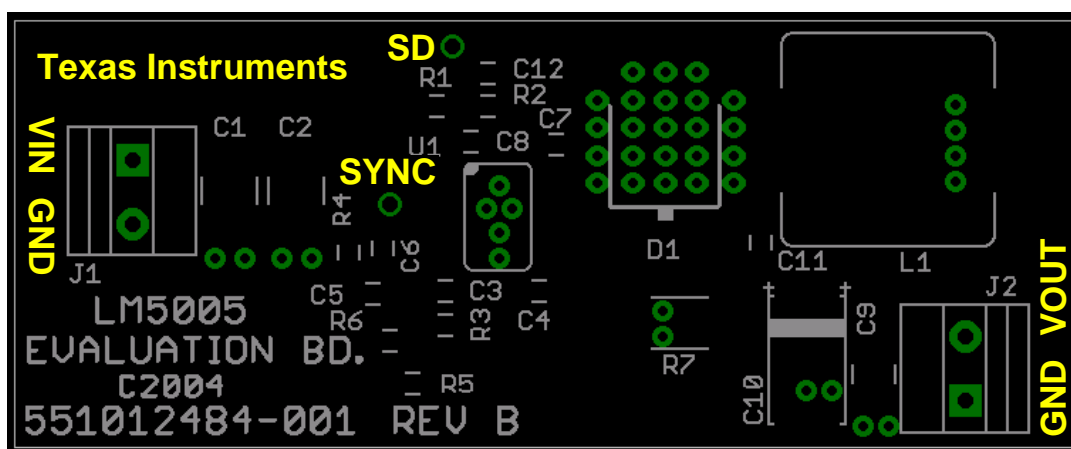 Texas Instruments
SD
R1
C12
R2
C7
C8
U1
C1
C2
SYNC
R4
VIN
GND
J1
C6
C5
C3
R3
C4
R6
R5
D1
R7
C11
L1
C9
C10
J2
VOUT
GND
LM5005
EVALUATION BD.
C2004
551012484-001 REV B